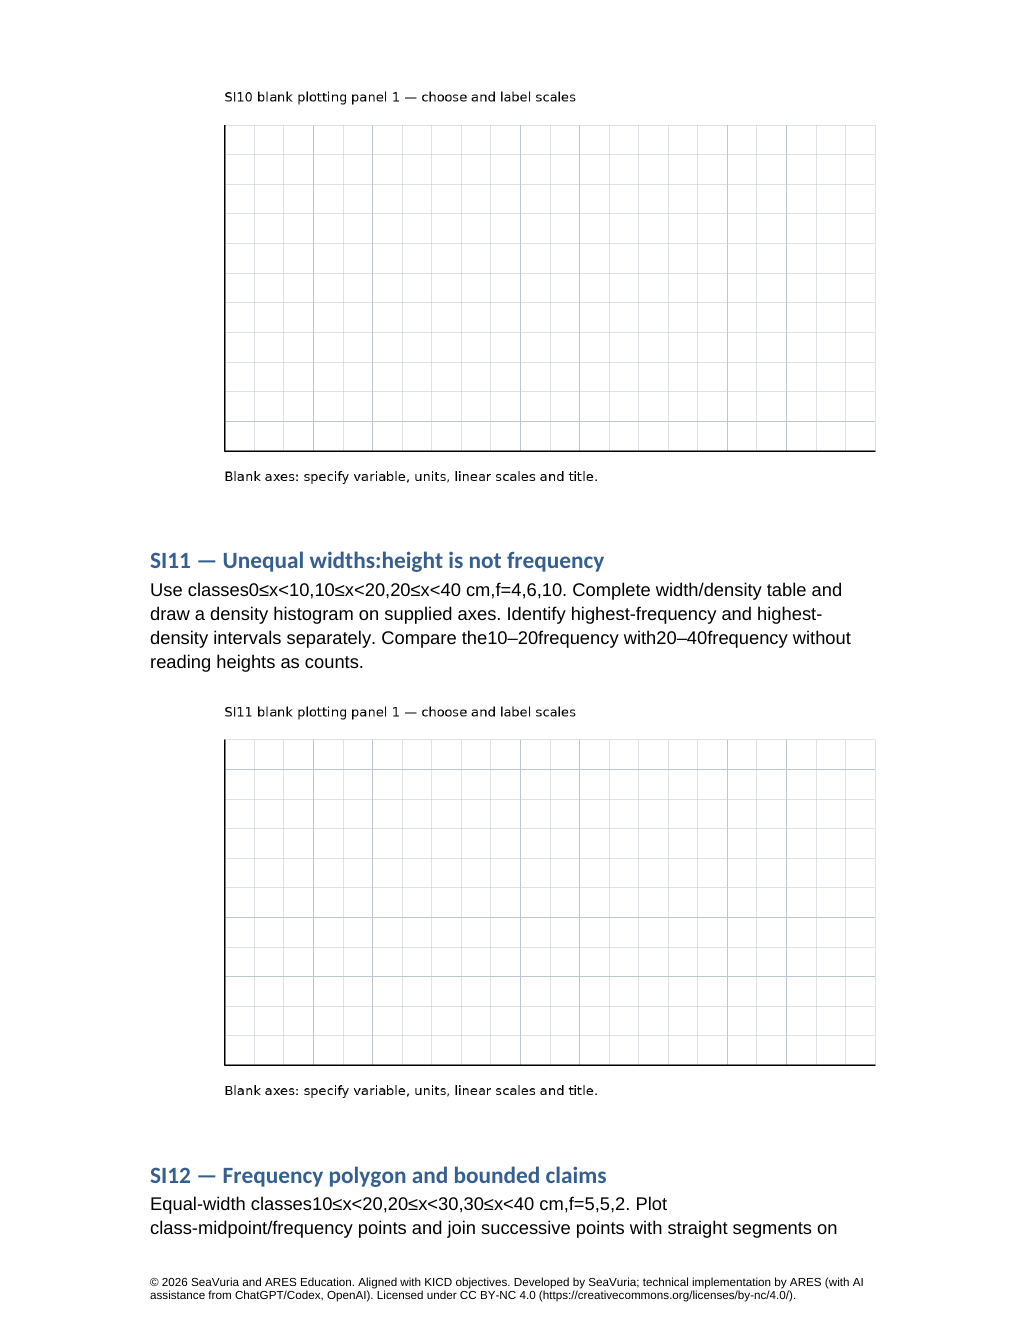 SI10 blank plotting panel 1 — choose and label scales
Blank axes: specify variable, units, linear scales and title.
SI11 — Unequal widths:height is not frequency
Use classes0≤x<10,10≤x<20,20≤x<40 cm,f=4,6,10. Complete width/density table and
draw a density histogram on supplied axes. Identify highest-frequency and highest-
density intervals separately. Compare the10–20frequency with20–40frequency without
reading heights as counts.
SI11 blank plotting panel 1 — choose and label scales
Blank axes: specify variable, units, linear scales and title.
SI12 — Frequency polygon and bounded claims
Equal-width classes10≤x<20,20≤x<30,30≤x<40 cm,f=5,5,2. Plot
class-midpoint/frequency points and join successive points with straight segments on
© 2026 SeaVuria and ARES Education. Aligned with KICD objectives. Developed by SeaVuria; technical implementation by ARES (with AI
assistance from ChatGPT/Codex, OpenAI). Licensed under CC BY-NC 4.0 (https://creativecommons.org/licenses/by-nc/4.0/).